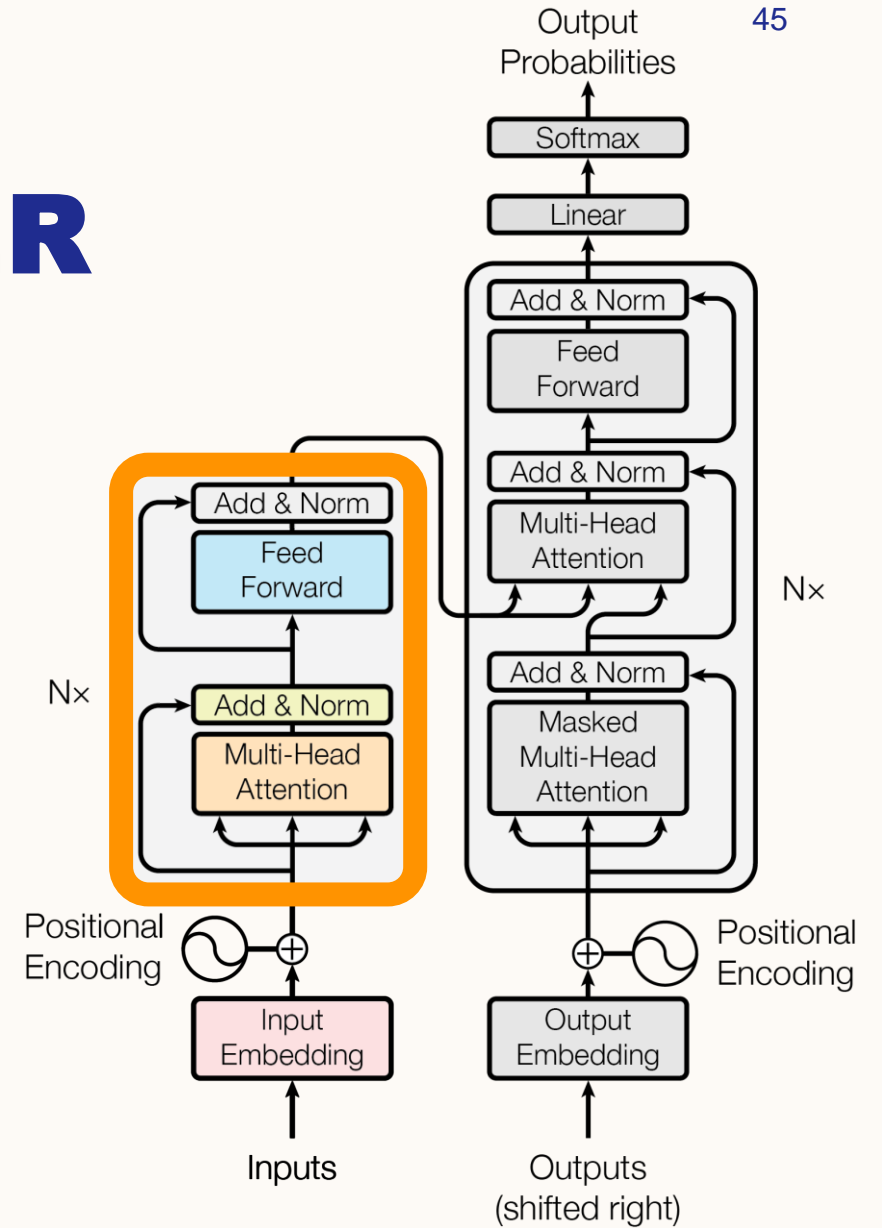 45
R
Output
Probabilities
Softmax
Linear
Add & Norm
Feed
Forward
Add & Norm
Multi-Head
Attention
N×
Add & Norm
Masked
Multi-Head
Attention
Add & Norm
Feed
Forward
N×
Add & Norm
Multi-Head
Attention
Positional
Encoding
Positional
Encoding
Input
Embedding
Output
Embedding
Inputs
Outputs
(shifted right)